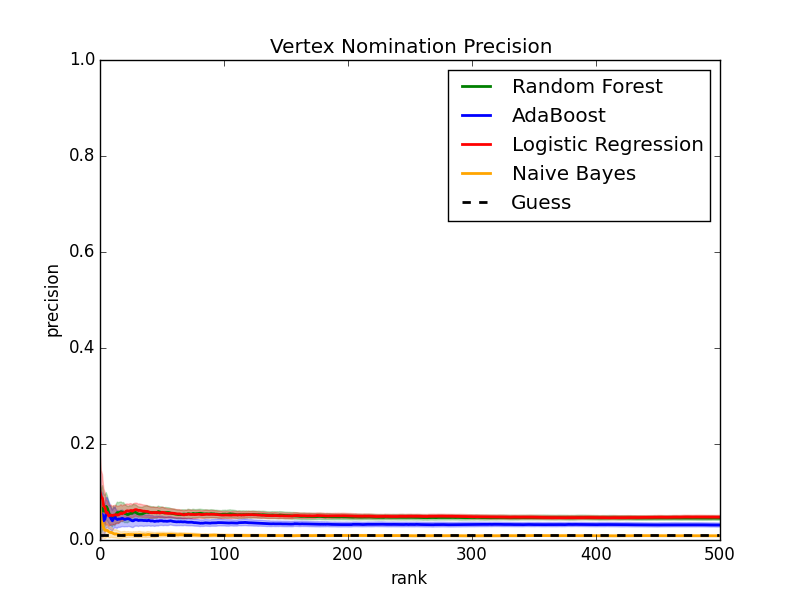 Vertex Nomination Precision
1.0
0.8
0.6
0.4
0.2
0.0
precision
Random Forest
AdaBoost
Logistic Regression
Naive Bayes
Guess
0 100 200 300 400 500
rank